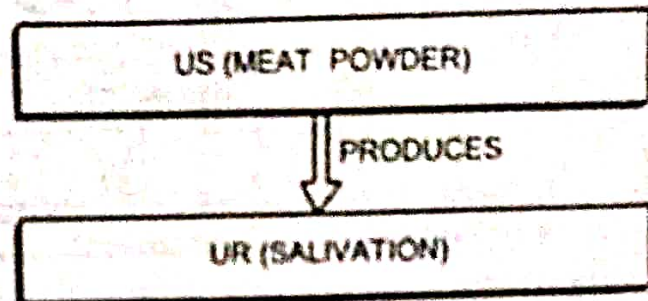 US (MEAT POWDER)
PRODUCES
UR (SALIVATION)